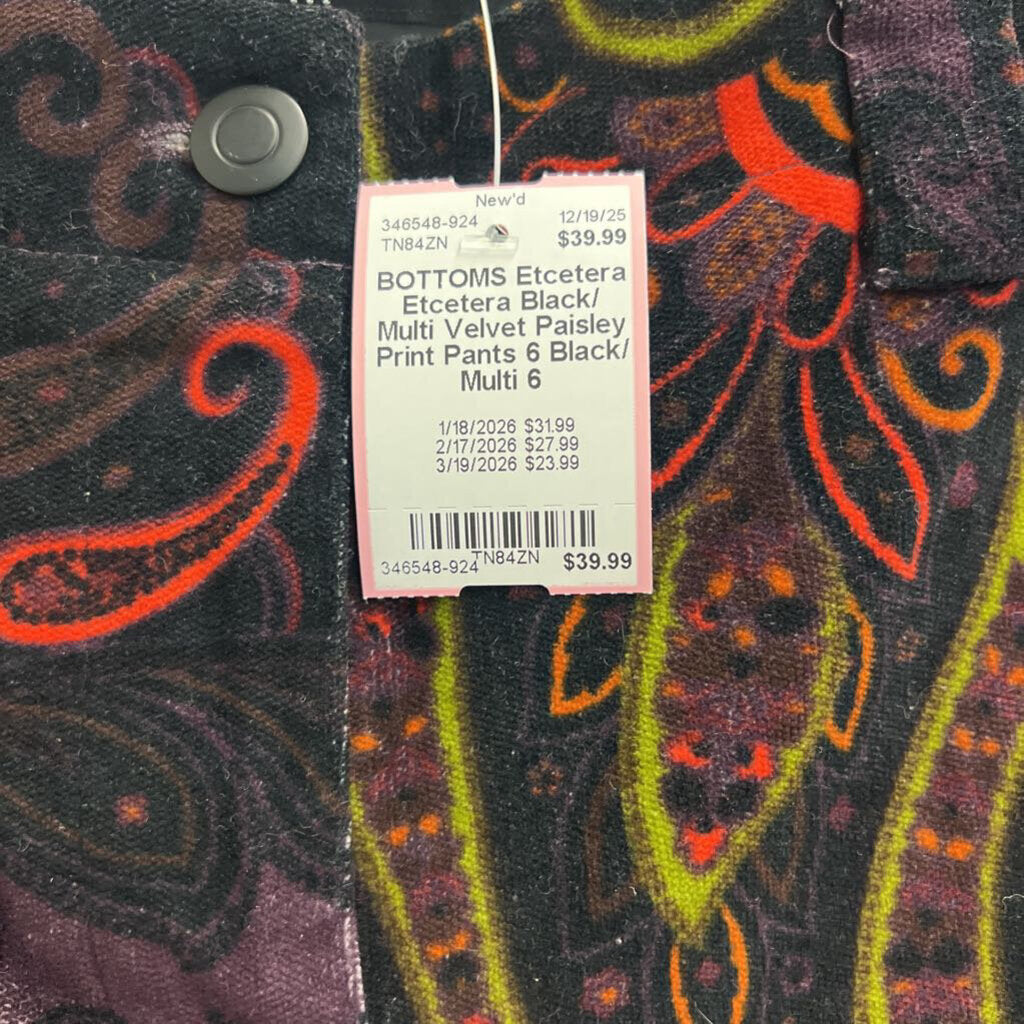 New'd
346548-924 12/19/25
TN84ZN $39.99
BOTTOMS Etcetera
Etcetera Black/
Multi Velvet Paisley
Print Pants 6 Black/
Multi 6
1/18/2026 $31.99
2/17/2026 $27.99
3/19/2026 $23.99
346548-924 TN84ZN $39.99